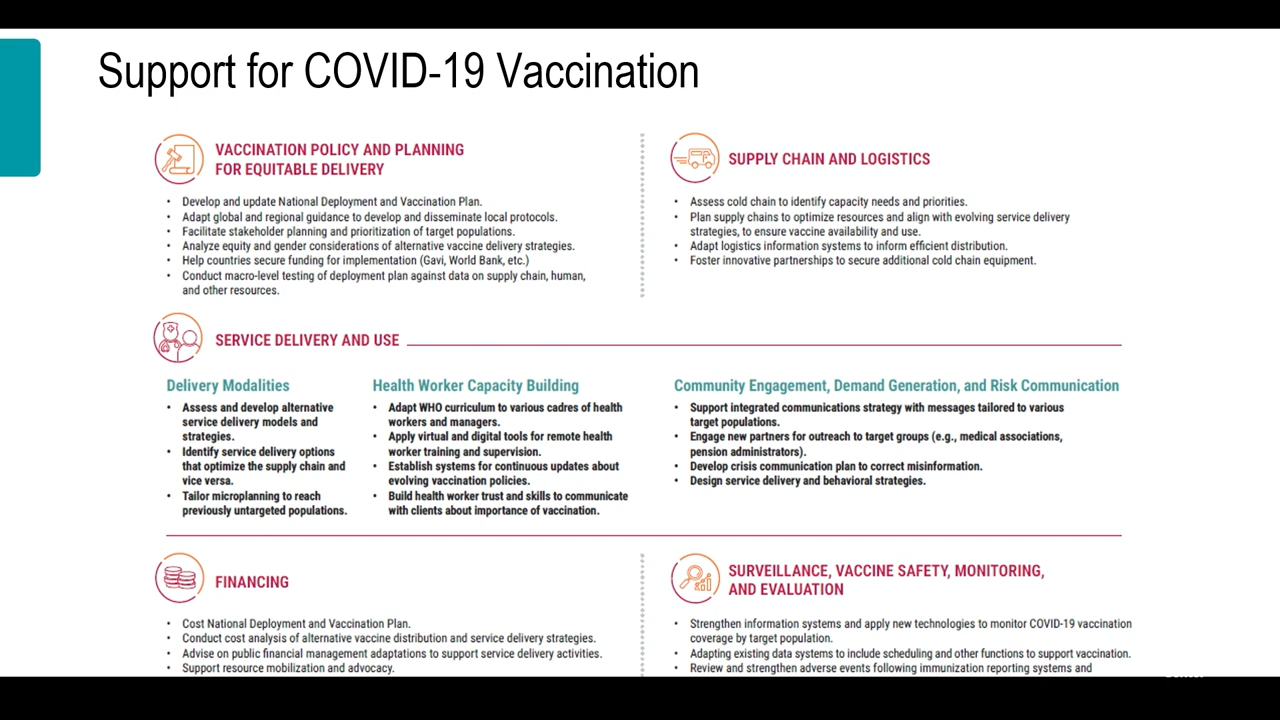 Support for COVID-19 Vaccination
VACCINATION POLICY AND PLANNING
FOR EQUITABLE DELIVERY
• Develop and update National Deployment and Vaccination Plan.
• Adapt global and regional guidance to develop and disseminate local protocols.
• Facilitate stakeholder planning and prioritization of target populations.
• Analyze equity and gender considerations of alternative vaccine delivery strategies.
• Help countries secure funding for implementation (Gavi, World Bank, etc.)
• Conduct macro-level testing of deployment plan against data on supply chain, human,
and other resources.
SUPPLY CHAIN AND LOGISTICS
• Assess cold chain to identify capacity needs and priorities.
• Plan supply chains to optimize resources and align with evolving service delivery
strategies, to ensure vaccine availability and use.
• Adapt logistics information systems to inform efficient distribution.
• Foster innovative partnerships to secure additional cold chain equipment.
SERVICE DELIVERY AND USE
Delivery Modalities
• Assess and develop alternative
service delivery models and
strategies.
• Identify service delivery options
that optimize the supply chain and
vice versa.
• Tailor microplanning to reach
previously untargeted populations.
Health Worker Capacity Building
• Adapt WHO curriculum to various cadres of health
workers and managers.
• Apply virtual and digital tools for remote health
worker training and supervision.
• Establish systems for continuous updates about
evolving vaccination policies.
• Build health worker trust and skills to communicate
with clients about importance of vaccination.
Community Engagement, Demand Generation, and Risk Communication
• Support integrated communications strategy with messages tailored to various
target populations.
• Engage new partners for outreach to target groups (e.g., medical associations,
pension administrators).
• Develop crisis communication plan to correct misinformation.
• Design service delivery and behavioral strategies.
FINANCING
• Cost National Deployment and Vaccination Plan.
• Conduct cost analysis of alternative vaccine distribution and service delivery strategies.
• Advise on public financial management adaptations to support service delivery activities.
• Support resource mobilization and advocacy.
SURVEILLANCE, VACCINE SAFETY, MONITORING,
AND EVALUATION
• Strengthen information systems and apply new technologies to monitor COVID-19 vaccination
coverage by target population.
• Adapting existing data systems to include scheduling and other functions to support vaccination.
• Review and strengthen adverse events following immunization reporting systems and